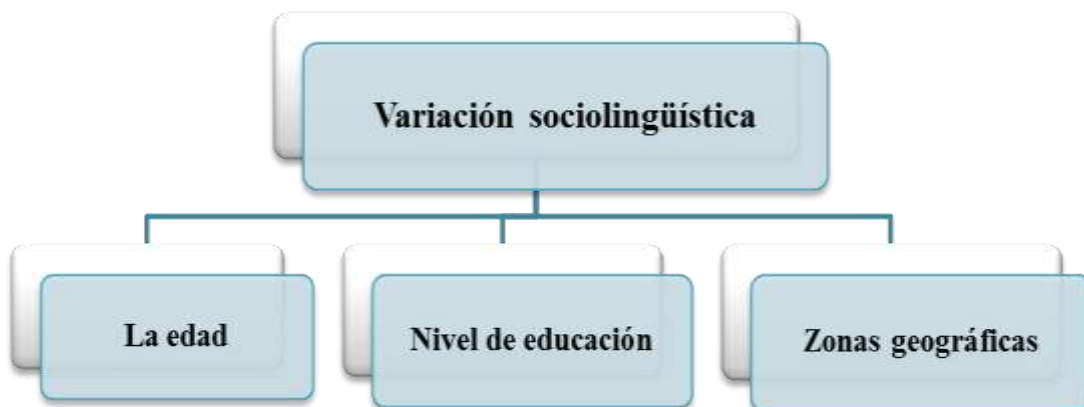 Variación sociolingüística
La edad
Nivel de educación
Zonas geográficas